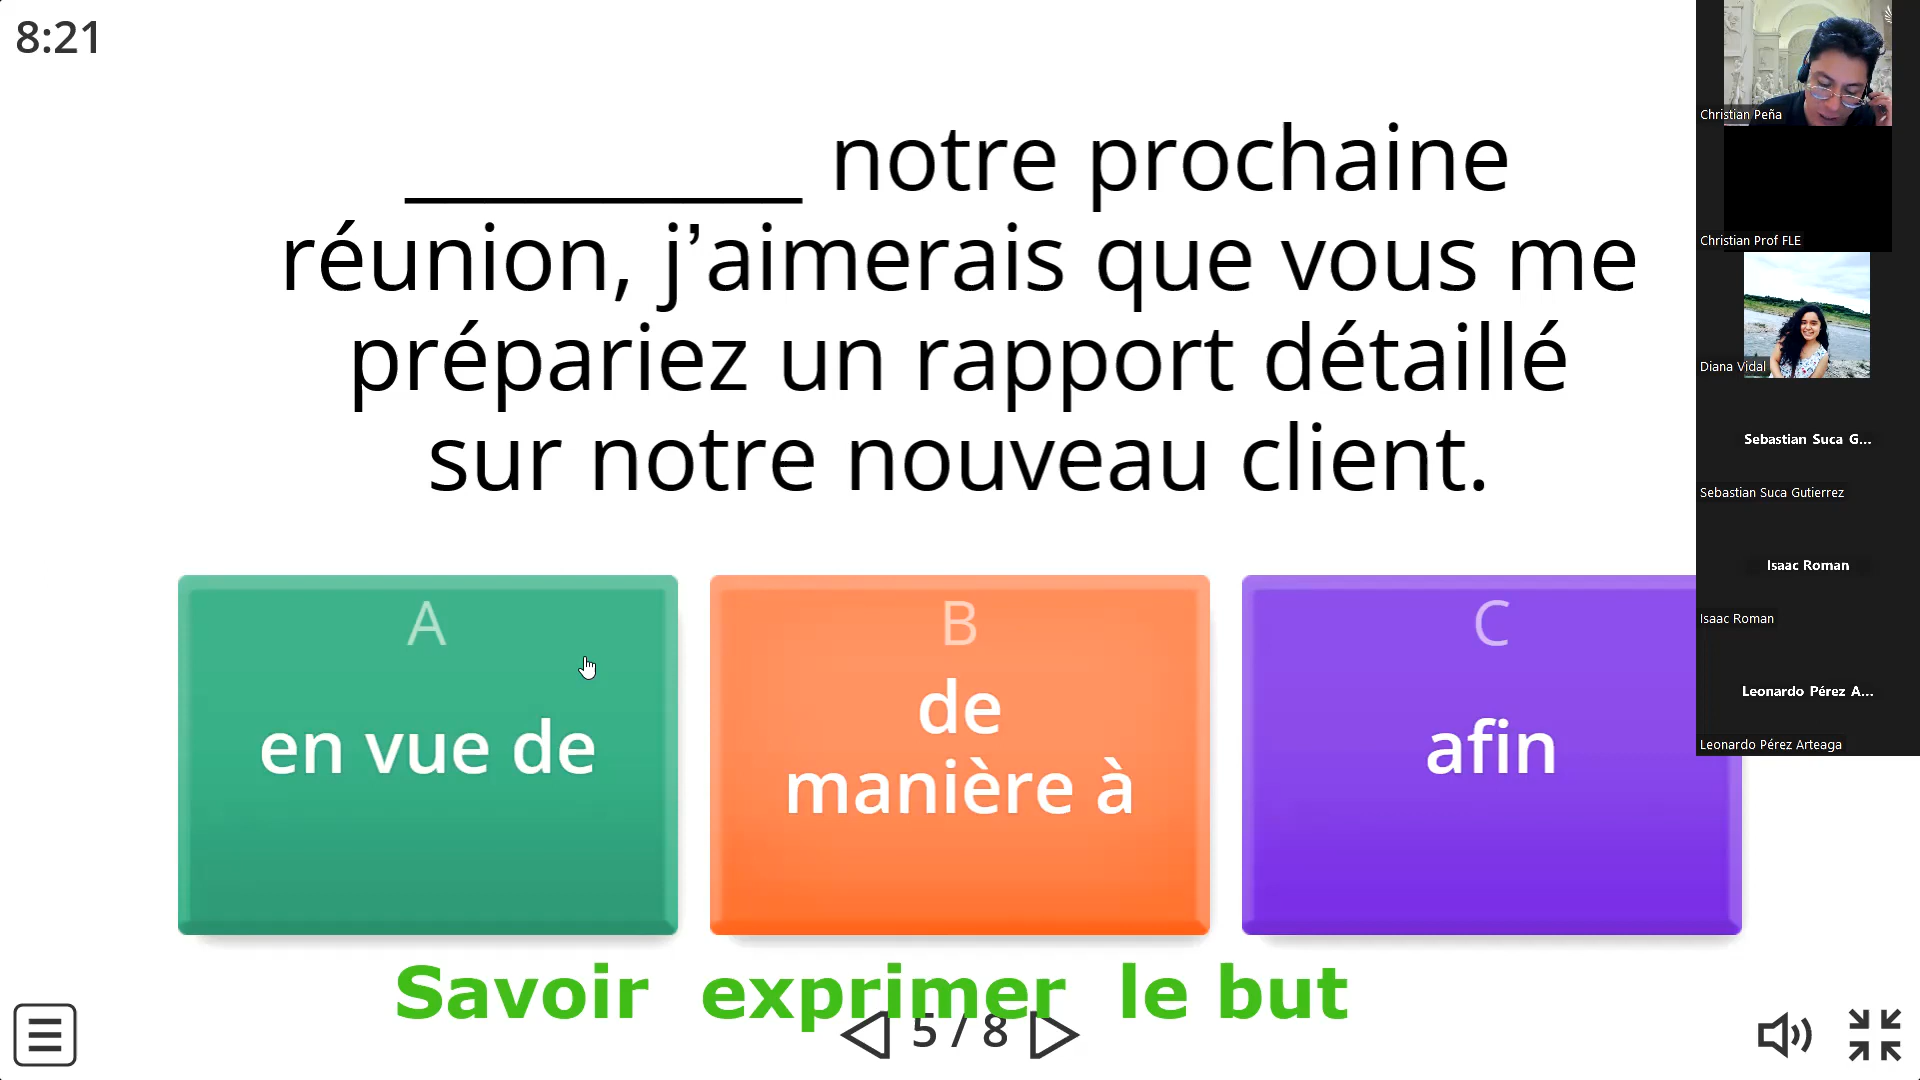 8:21
__________ notre prochaine
réunion, j’aimerais que vous me
prépariez un rapport détaillé
sur notre nouveau client.
A
en vue de
B
de
manière à
C
afin
Savoir exprimer le but
5 / 8
Christian Peña
Christian Prof FLE
Diana Vidal
Sebastian Suca G...
Sebastian Suca Gutierrez
Isaac Roman
Isaac Roman
Leonardo Pérez A...
Leonardo Pérez Arteaga